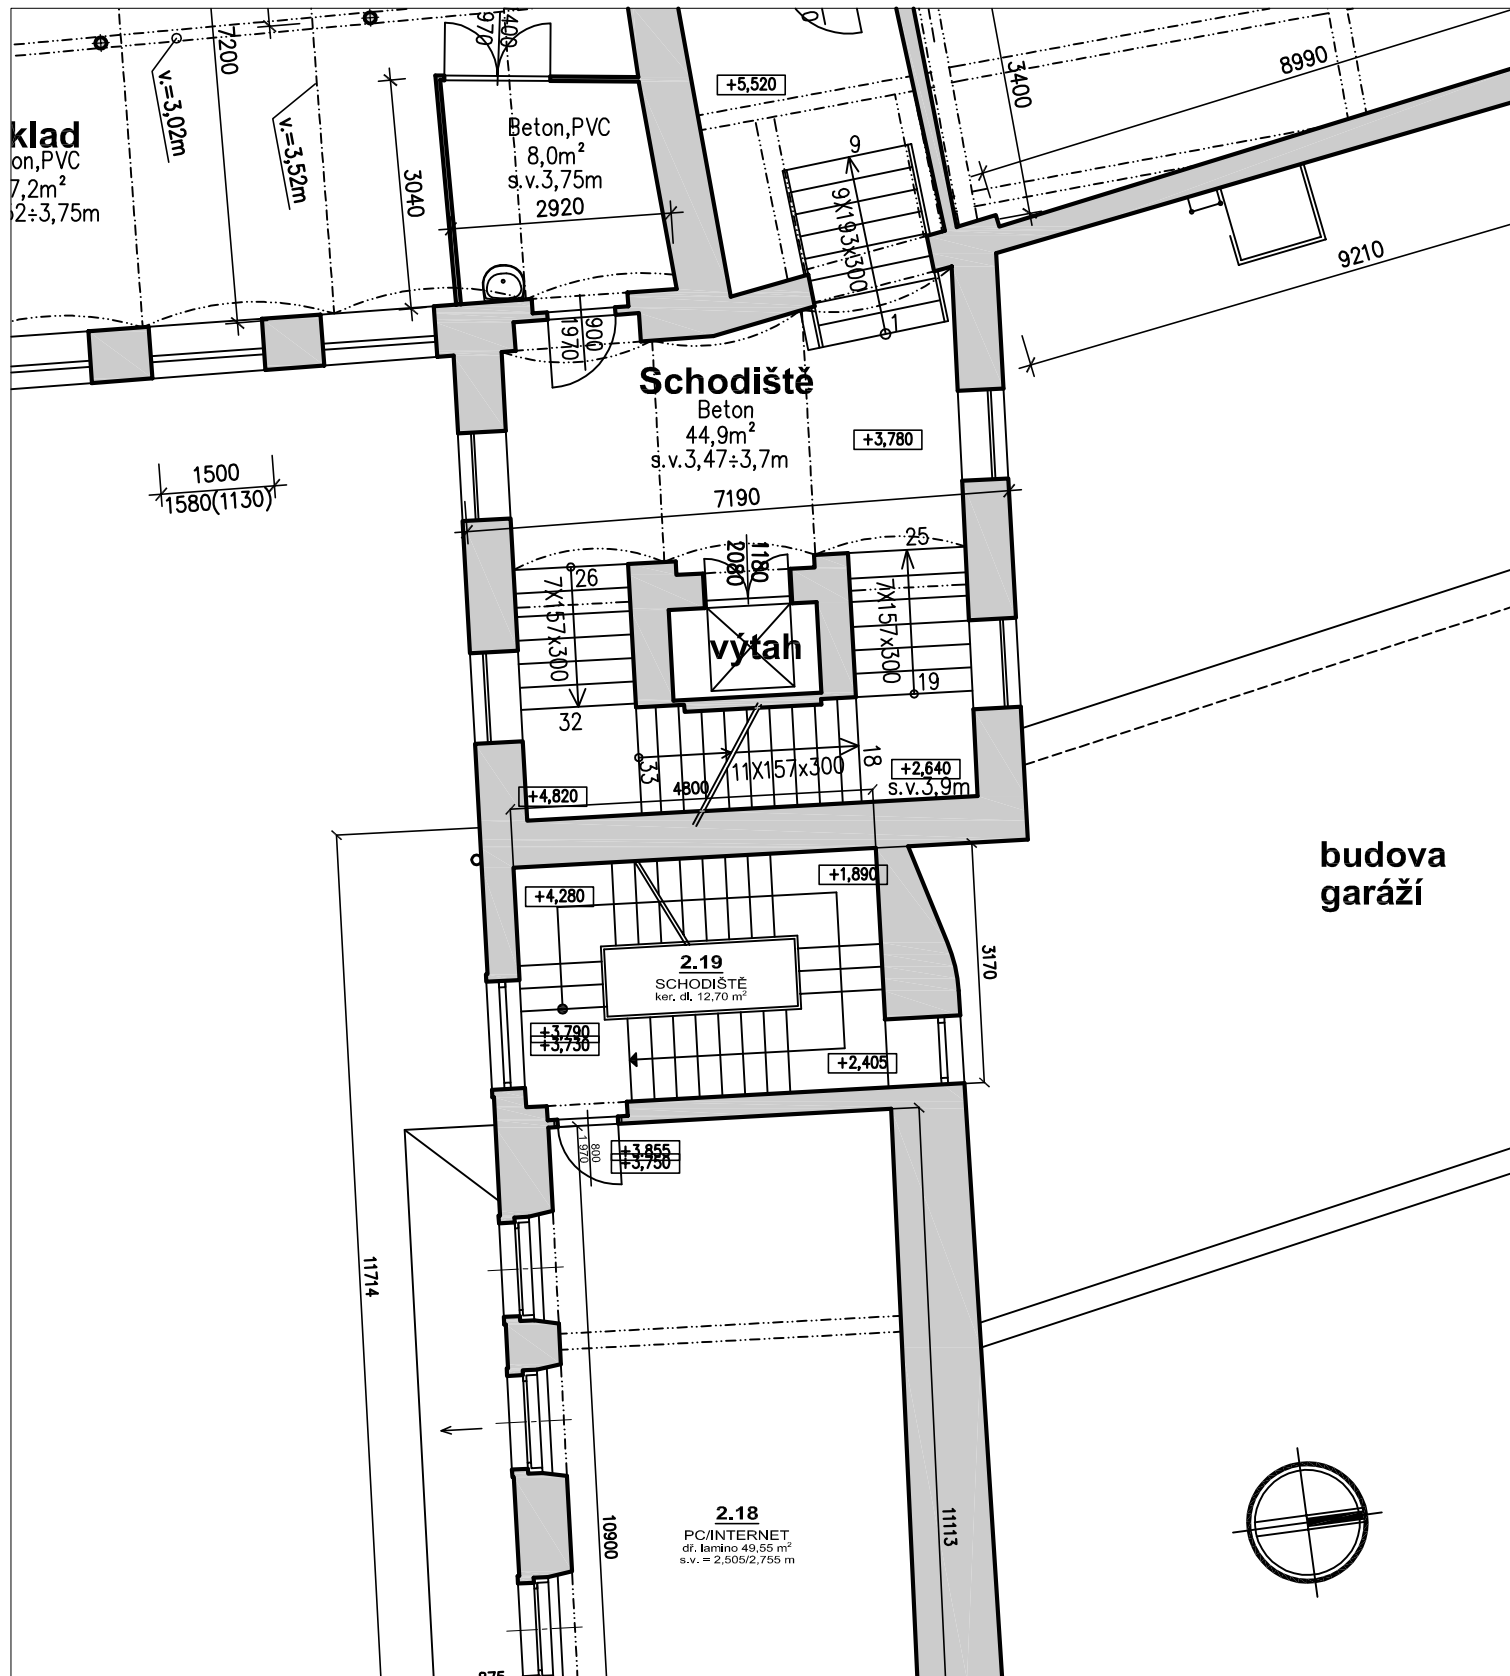 7200
v.=3,02m
v.=3,52m
klad
on,PVC
7,2m²
2÷3,75m
3040
970
Beton,PVC
8,0m²
s.v.3,75m
2920
+5,520
9
9X193x300
1
3400
8990
9210
900
1970
Schodiště
Beton
44,9m²
s.v.3,47÷3,7m
+3,780
1500
1580(1130)
7190
26
7X157x300
32
1180
2080
výtah
25
7X157x300
19
33
11X157x300
18
4800
+4,820
+2,640
s.v.3,9m
budova
garáží
+4,280
+1,890
3170
2.19
SCHODIŠTĚ
ker. dl. 12,70 m²
+3,790
+3,730
+2,405
800
1 970
+3.855
+3,750
11714
10900
11113
2.18
PC/INTERNET
dř. lamino 49,55 m²
s.v. = 2,505/2,755 m